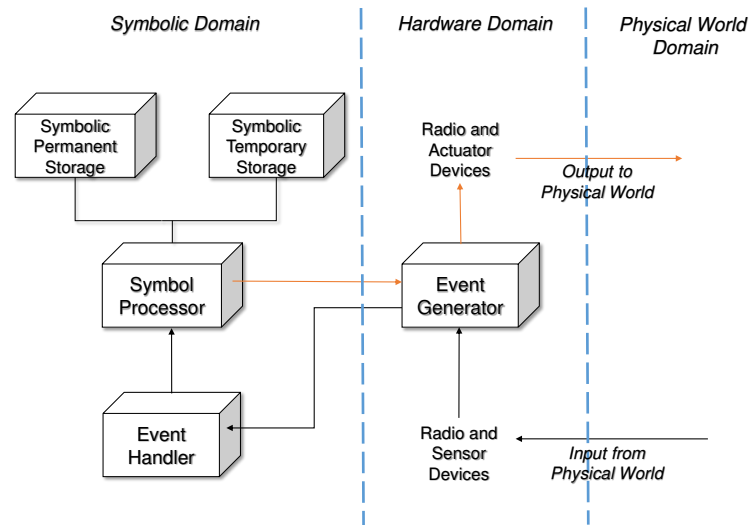 Symbolic Domain
Hardware Domain
Physical World
Domain
Symbolic
Permanent
Storage
Symbolic
Temporary
Storage
Radio and
Actuator
Devices
Output to
Physical World
Symbol
Processor
Event
Generator
Event
Handler
Radio and
Sensor
Devices
Input from
Physical World